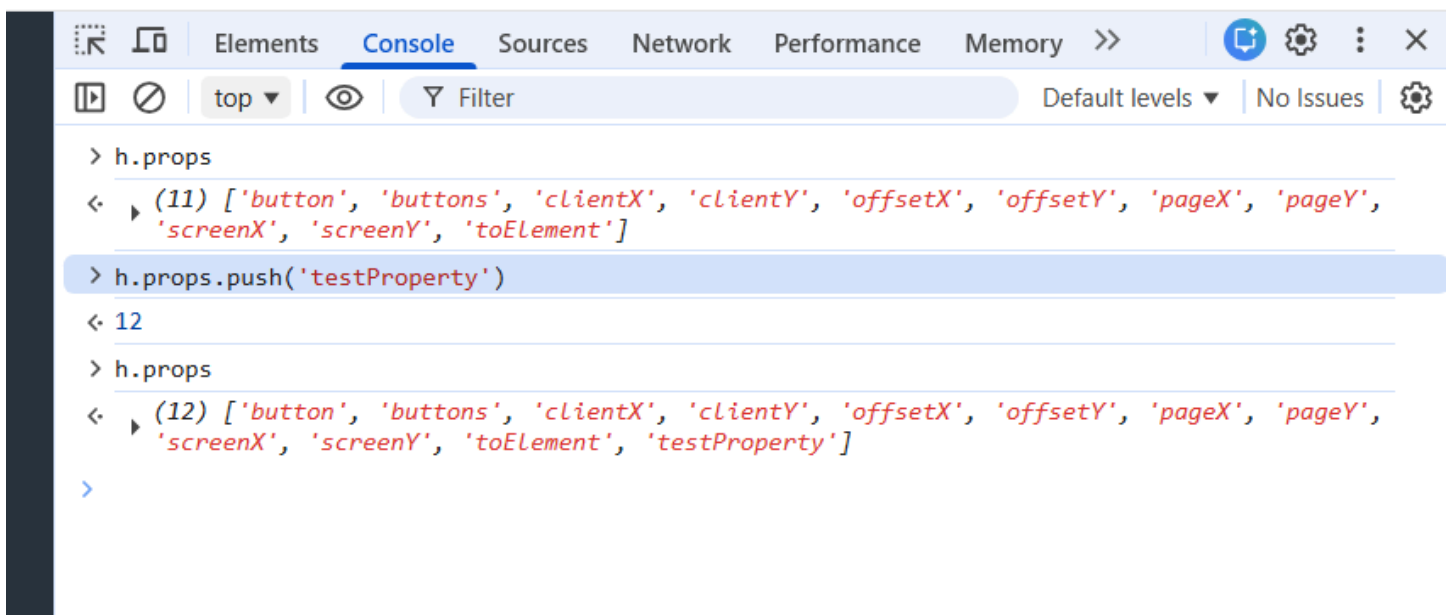 Elements Console Sources Network Performance Memory
top ▼ Filter Default levels ▼ No Issues
> h.props
(11) ['button', 'buttons', 'clientX', 'clientY', 'offsetX', 'offsetY', 'pageX', 'pageY',
'screenX', 'screenY', 'toElement']
> h.props.push('testProperty')
12
> h.props
(12) ['button', 'buttons', 'clientX', 'clientY', 'offsetX', 'offsetY', 'pageX', 'pageY',
'screenX', 'screenY', 'toElement', 'testProperty']
>